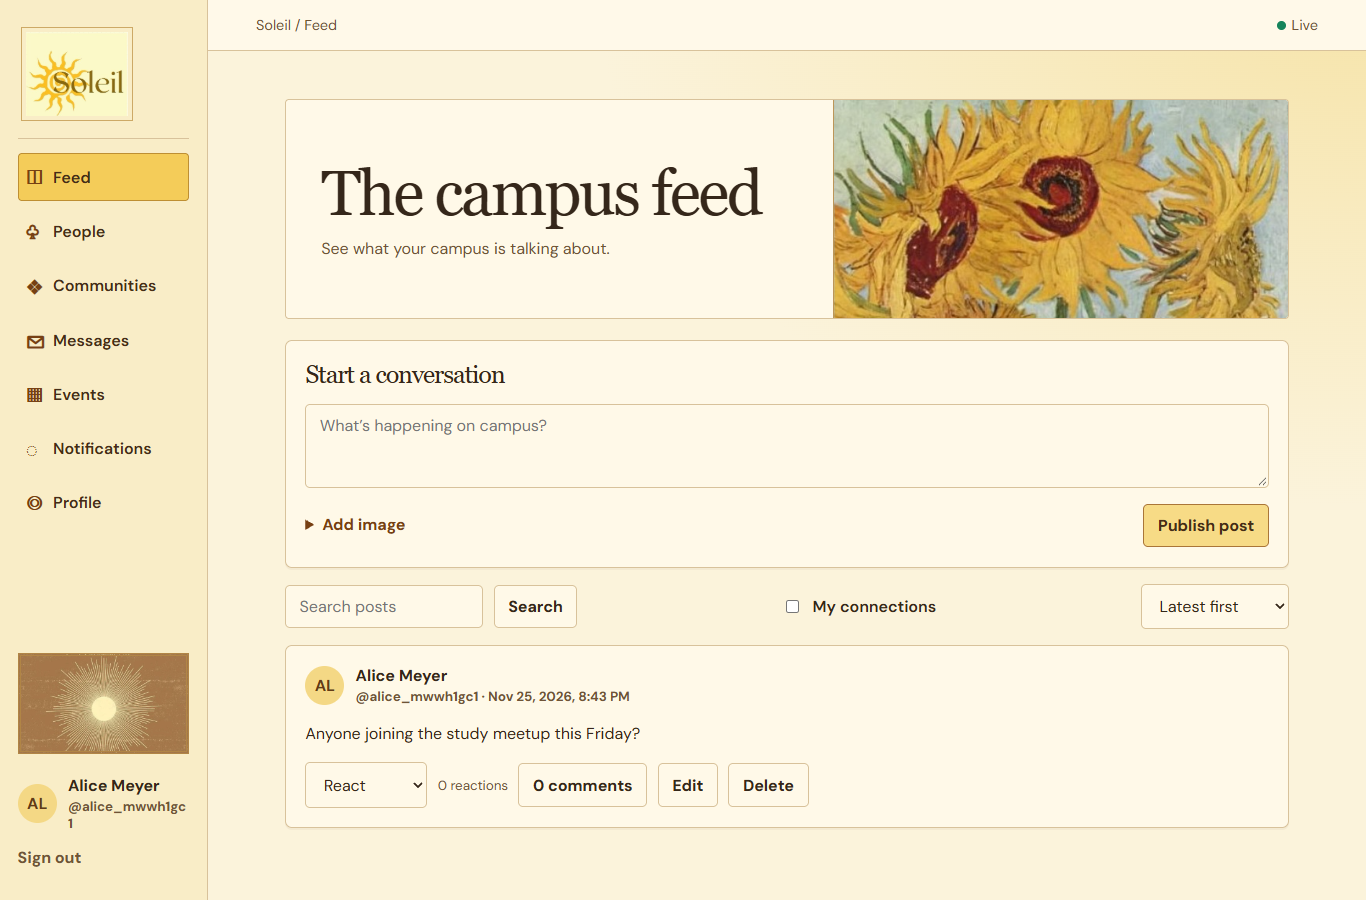 Soleil
Feed
People
Communities
Messages
Events
Notifications
Profile
AL
Alice Meyer
@alice_mwwh1gc
1
Sign out
Soleil / Feed
Live
The campus feed
See what your campus is talking about.
Start a conversation
What's happening on campus?
Add image
Publish post
Search posts
Search
My connections
Latest first
AL
Alice Meyer
@alice_mwwh1gc1 · Nov 25, 2026, 8:43 PM
Anyone joining the study meetup this Friday?
React
0 reactions
0 comments
Edit
Delete